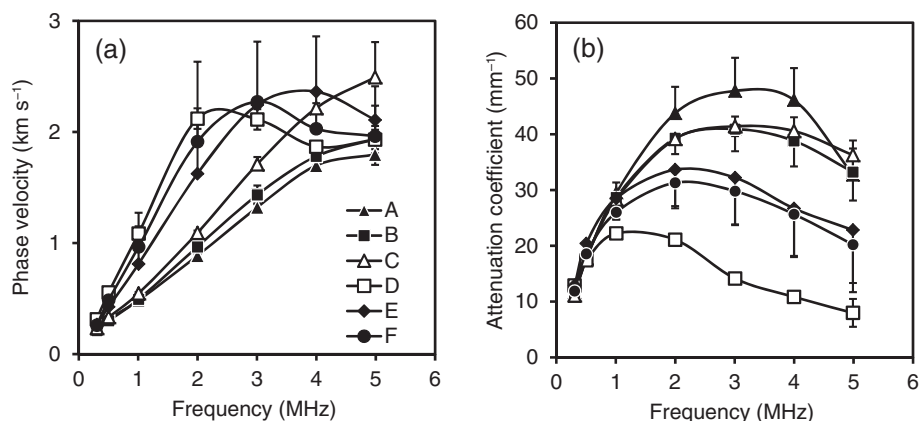 (a)
Phase velocity (km s⁻¹)
3
2
1
0
0 1 2 3 4 5 6
Frequency (MHz)
A
B
C
D
E
F
(b)
Attenuation coefficient (mm⁻¹)
60
50
40
30
20
10
0
0 1 2 3 4 5 6
Frequency (MHz)